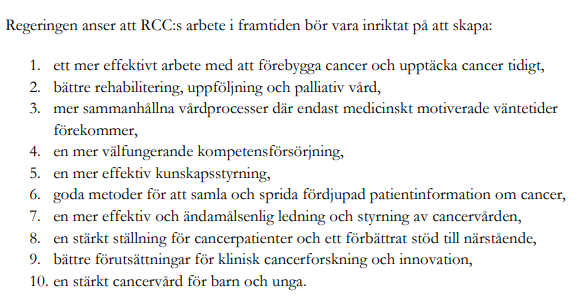 Regeringen anser att RCC:s arbete i framtiden bör vara inriktat på att skapa:
1. ett mer effektivt arbete med att förebygga cancer och upptäcka cancer tidigt,
2. bättre rehabilitering, uppföljning och palliativ vård,
3. mer sammanhållna vårdprocesser där endast medicinskt motiverade väntetider
förekommer,
4. en mer välfungerande kompetensförsörjning,
5. en mer effektiv kunskapsstyrning,
6. goda metoder för att samla och sprida fördjupad patientinformation om cancer,
7. en mer effektiv och ändamålsenlig ledning och styrning av cancervården,
8. en stärkt ställning för cancerpatienter och ett förbättrat stöd till närstående,
9. bättre förutsättningar för klinisk cancerforskning och innovation,
10. en stärkt cancervård för barn och unga.